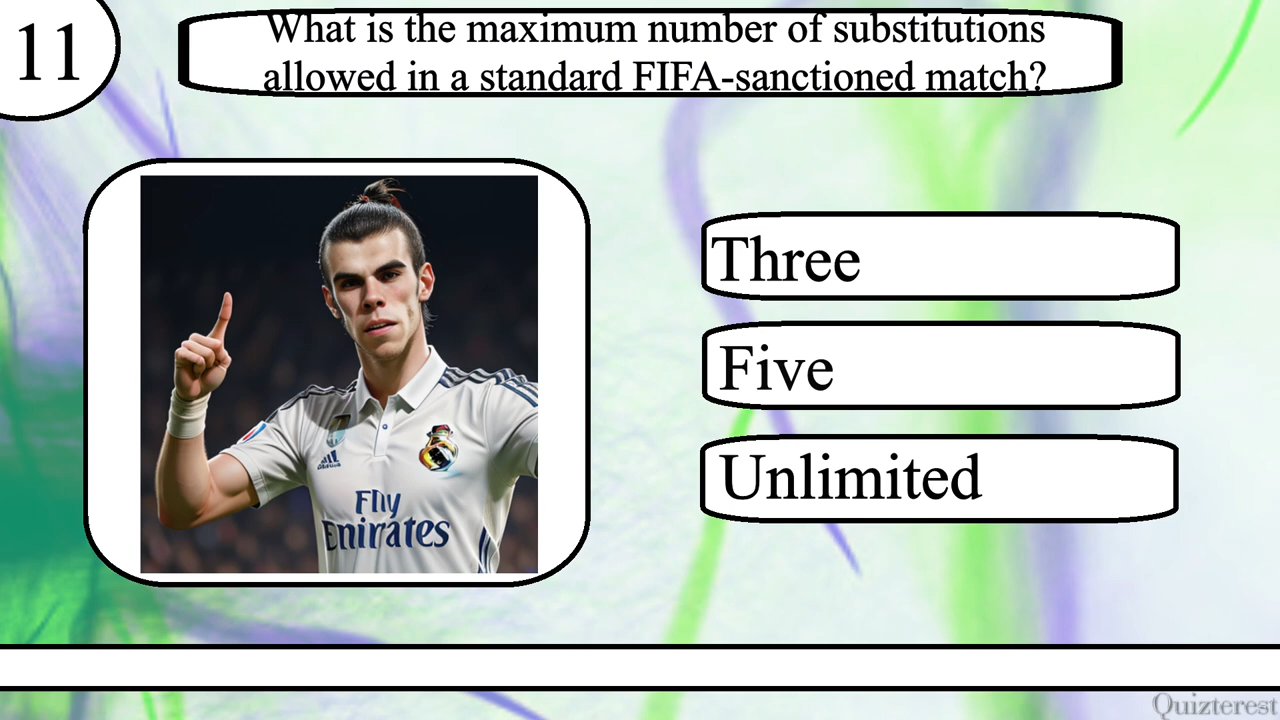 11
What is the maximum number of substitutions
allowed in a standard FIFA-sanctioned match?
Three
Five
Unlimited
Flly
Emirates
Quizterest